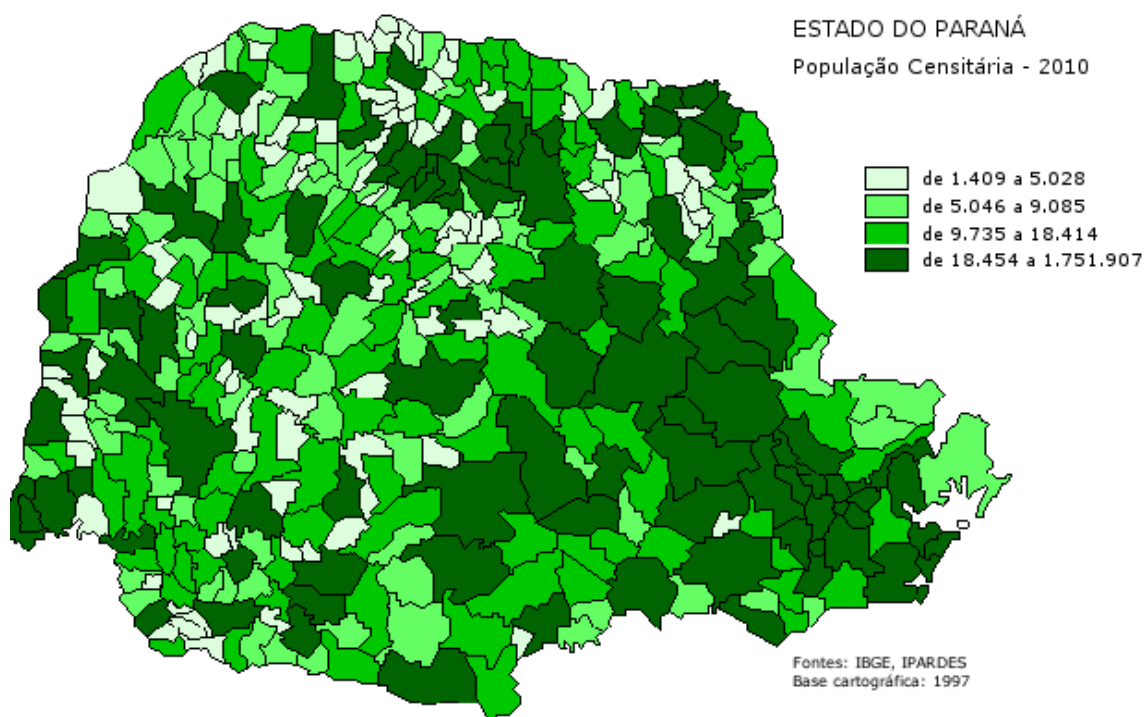 ESTADO DO PARANÁ
População Censitária - 2010
de 1.409 a 5.028
de 5.046 a 9.085
de 9.735 a 18.414
de 18.454 a 1.751.907
Fontes: IBGE, IPARDES
Base cartográfica: 1997